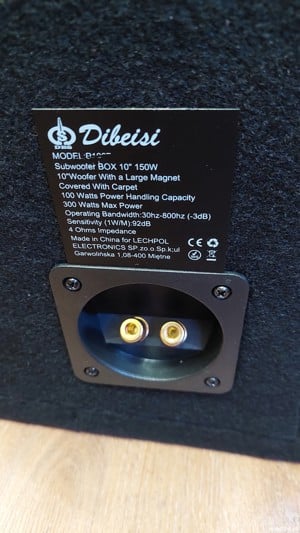 DBS
Dibeisi
Subwoofer BOX 10" 150W
10"Woofer With a Large Magnet
Covered With Carpet
100 Watts Power Handling Capacity
300 Watts Max Power
Operating Bandwidth:30hz-800hz (-3dB)
Sensitivity (1W/M):92dB
4 Ohms Impedance
Made in China for LECHPOL
ELECTRONICS SP.zo.o.Sp.k;ul
Garwolińska 1,08-400 Miętne
CE